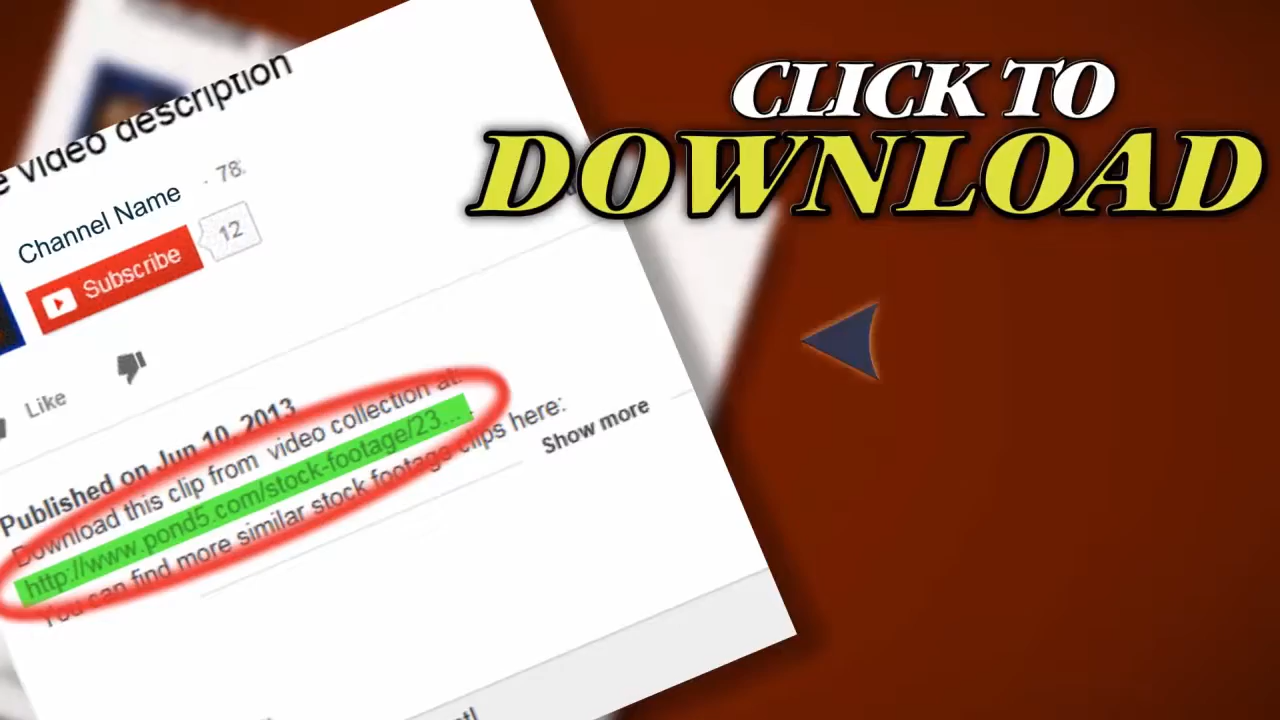 CLICK TO
DOWNLOAD
video description
Channel Name
78
Subscribe
12
Like
Published on Jun 10, 2013
Download this clip from video collection at:
http://www.pond5.com/stock-footage/23...
You can find more similar stock footage clips here:
Show more